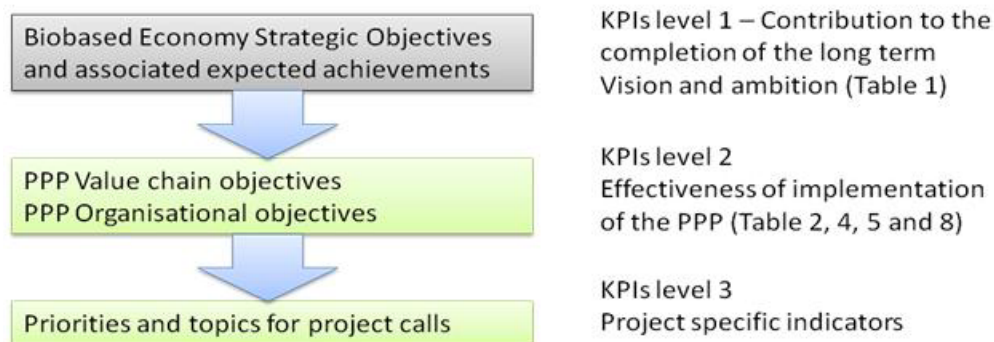 Biobased Economy Strategic Objectives
and associated expected achievements
KPIs level 1 – Contribution to the
completion of the long term
Vision and ambition (Table 1)
PPP Value chain objectives
PPP Organisational objectives
KPIs level 2
Effectiveness of implementation
of the PPP (Table 2, 4, 5 and 8)
Priorities and topics for project calls
KPIs level 3
Project specific indicators